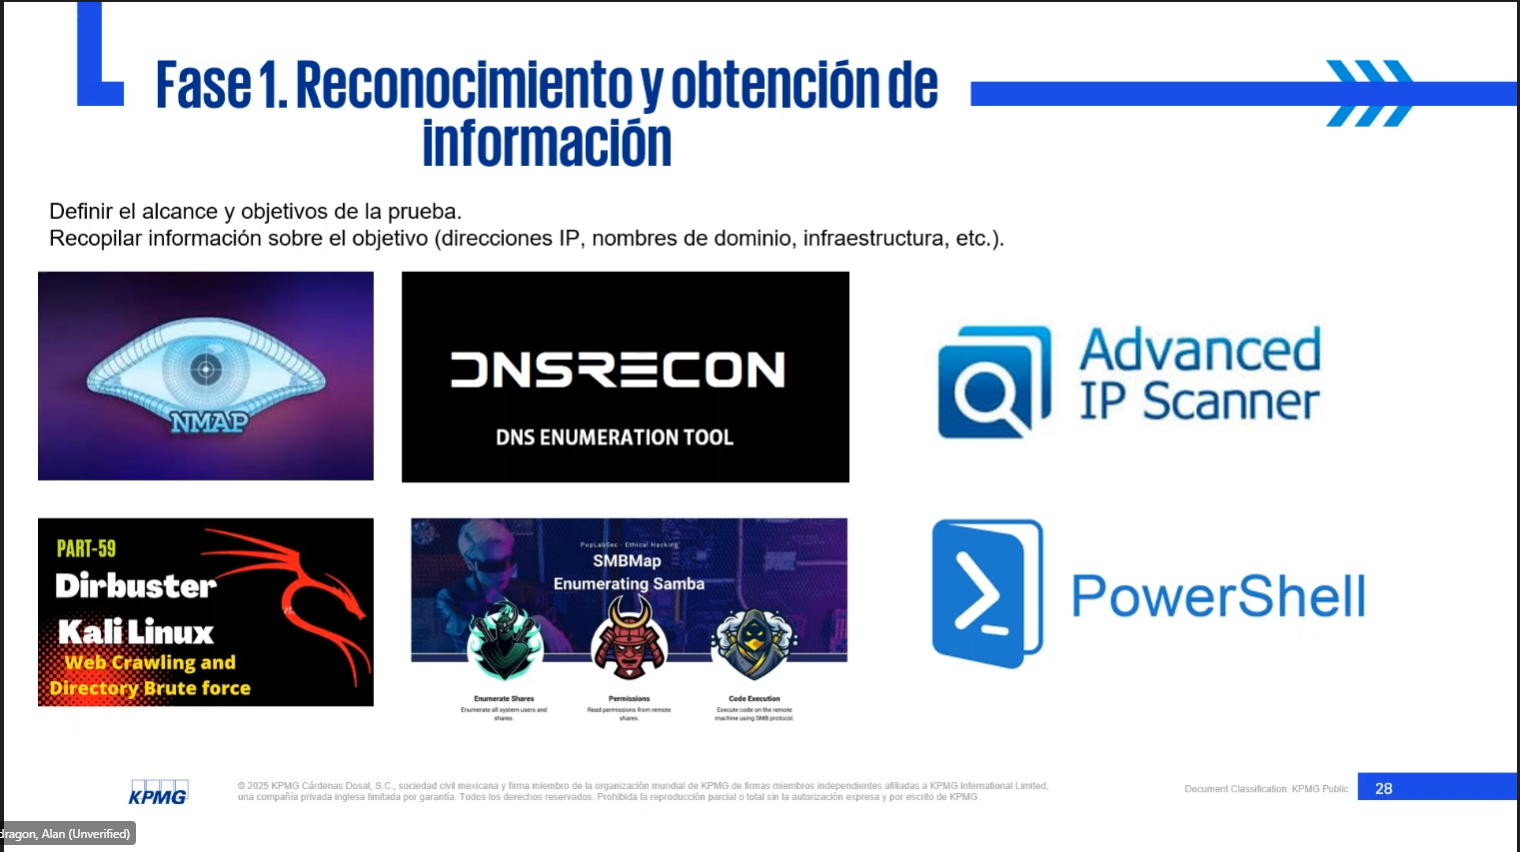 Fase 1. Reconocimiento y obtención de
información
Definir el alcance y objetivos de la prueba.
Recopilar información sobre el objetivo (direcciones IP, nombres de dominio, infraestructura, etc.).
NMAP
DNSRECON
DNS ENUMERATION TOOL
Advanced
IP Scanner
PART-59
Dirbuster
Kali Linux
Web Crawling and
Directory Brute force
PopLabSec - Ethical Hacking
SMBMap
Enumerating Samba
Enumerate Shares
Enumerate all system users and
shares.
Permissions
Read permissions from remote
shares.
Code Execution
Execute code on the remote
machine using SMB protocol.
PowerShell
KPMG
© 2025 KPMG Cárdenas Dosal, S.C., sociedad civil mexicana y firma miembro de la organización mundial de KPMG de firmas miembros independientes afiliadas a KPMG International Limited,
una compañía privada inglesa limitada por garantía. Todos los derechos reservados. Prohibida la reproducción parcial o total sin la autorización expresa y por escrito de KPMG.
Document Classification: KPMG Public
28
dragon, Alan (Unverified)